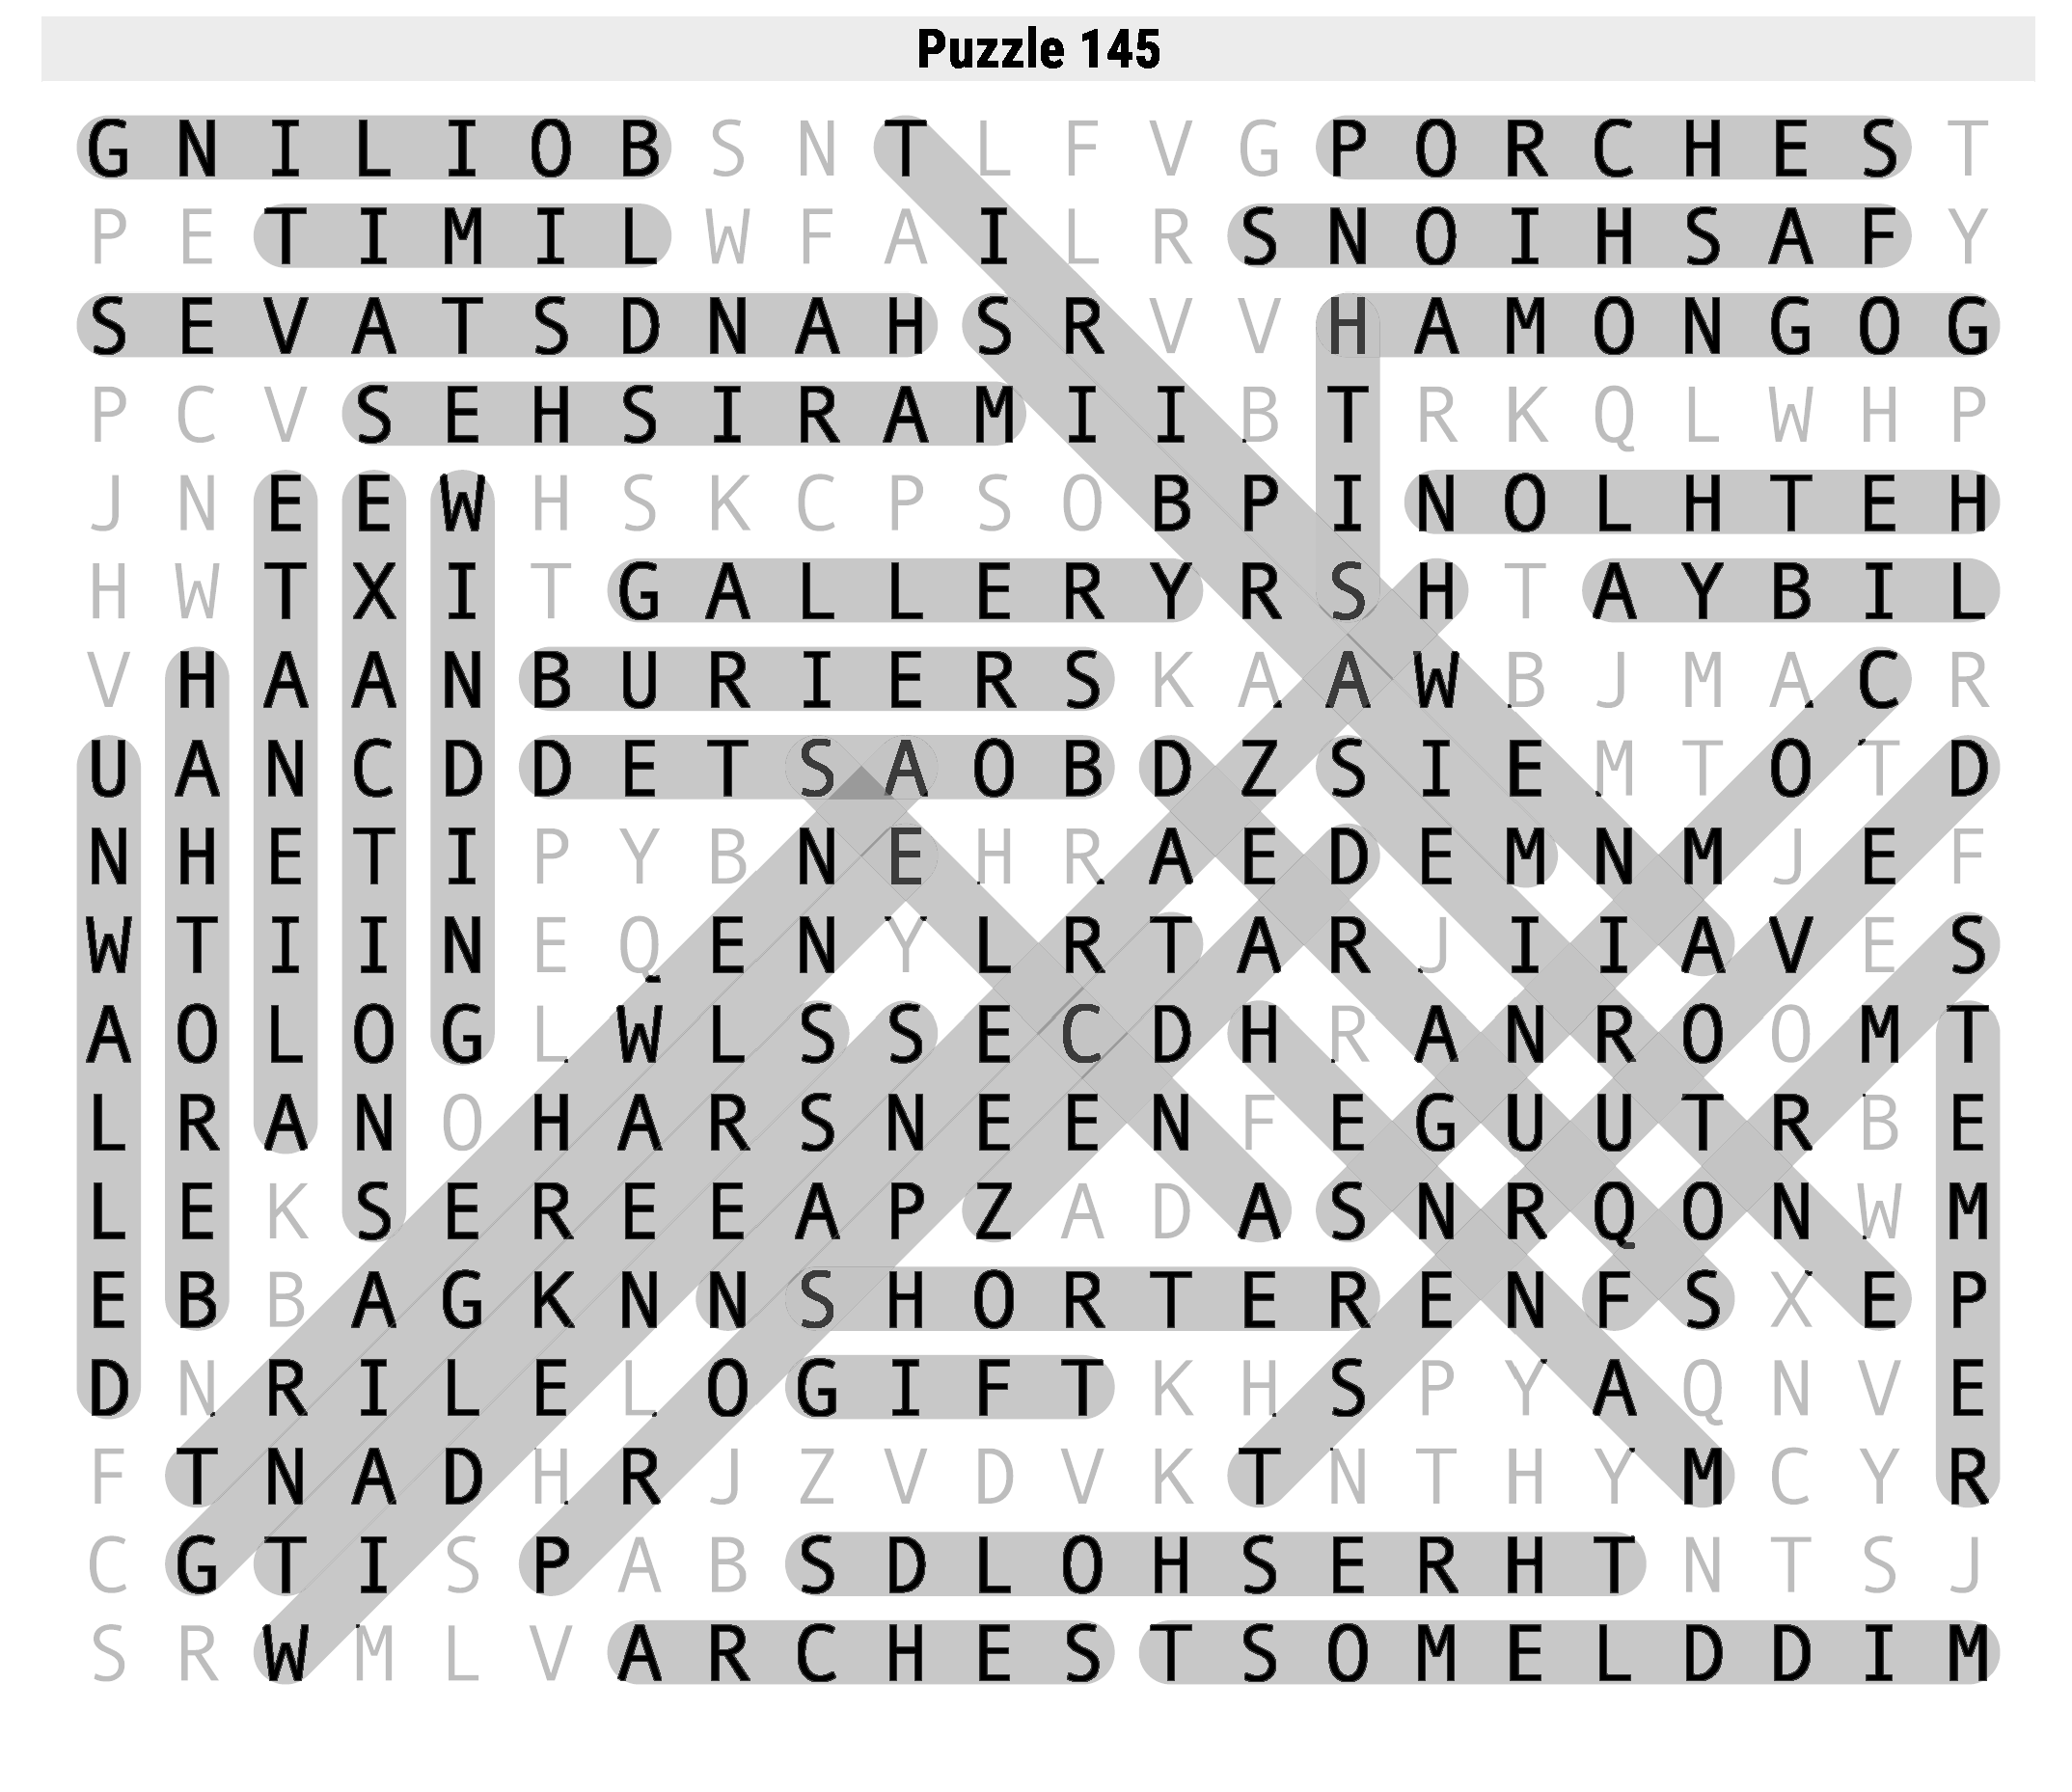 Puzzle 145
G N I L I O B S N T L F V G P O R C H E S T
P E T I M I L W F A I L R S N O I H S A F Y
S E V A T S D N A H S R V V H A M O N G O G
P C V S E H S I R A M I I B T R K Q L W H P
J N E E W H S K C P S O B P I N O L H T E H
H W T X I T G A L L E R Y R S H T A Y B I L
V H A A N B U R I E R S K A A W B J M A C R
U A N C D D E T S A O B D Z S I E M T O T D
N H E T I P Y B N E H R A E D E M N M J E F
W T I I N E Q E N Y L R T A R J I I A V E S
A O L O G L W L S S E C D H R A N R O O M T
L R A N O H A R S N E E N F E G U U T R B E
L E K S E R E E A P Z A D A S N R Q O N W M
E B B A G K N N N S H O R T E R E N F S X E P
D N R I L E L O G I F T K H S P Y A Q N V E
F T N A D H R J Z V D V K T N T H Y M C Y R
C G T I S P A B S D L O H S E R H T N T S J
S R W M L V A R C H E S T S O M E L D D I M